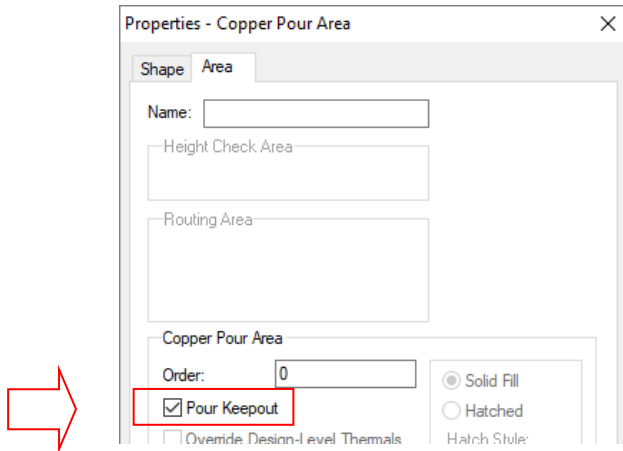 Properties - Copper Pour Area
Shape Area
Name:
Height Check Area
Routing Area
Copper Pour Area
Order: 0
Solid Fill
Pour Keepout
Hatched
Override Design-Level Thermals
Hatch Style: